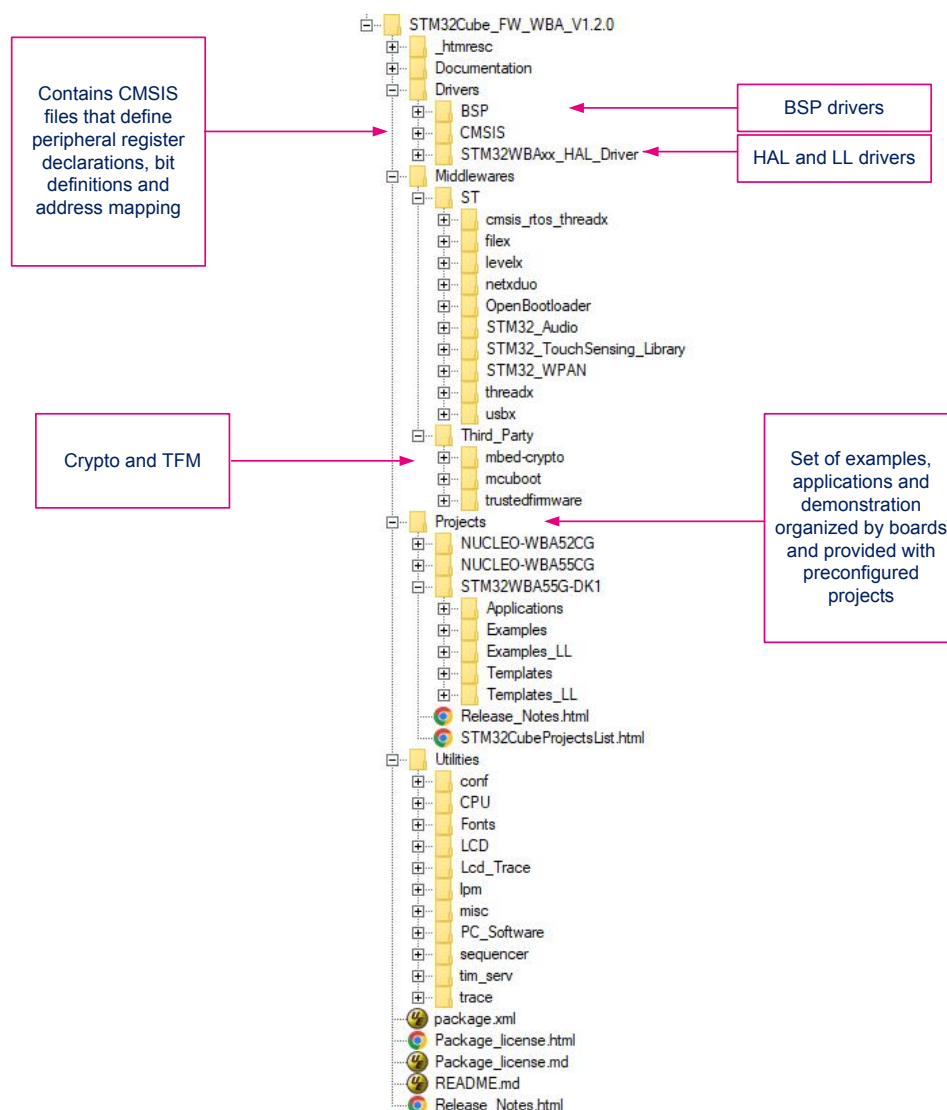 STM32Cube_FW_WBA_V1.2.0
_htmresc
Documentation
Drivers
BSP
CMSIS
STM32WBAxx_HAL_Driver
Middlewares
ST
cmsis_rtos_threadx
filex
levelx
netxduo
OpenBootloader
STM32_Audio
STM32_TouchSensing_Library
STM32_WPAN
threadx
usbx
Third_Party
mbed-crypto
mcuboot
trustedfirmware
Projects
NUCLEO-WBA52CG
NUCLEO-WBA55CG
STM32WBA55G-DK1
Applications
Examples
Examples_LL
Templates
Templates_LL
Release_Notes.html
STM32CubeProjectsList.html
Utilities
conf
CPU
Fonts
LCD
Lcd_Trace
lpm
misc
PC_Software
sequencer
tim_serv
trace
package.xml
Package_license.html
Package_license.md
README.md
Release_Notes.html
Contains CMSIS
files that define
peripheral register
declarations, bit
definitions and
address mapping
Crypto and TFM
BSP drivers
HAL and LL drivers
Set of examples,
applications and
demonstration
organized by boards
and provided with
preconfigured
projects